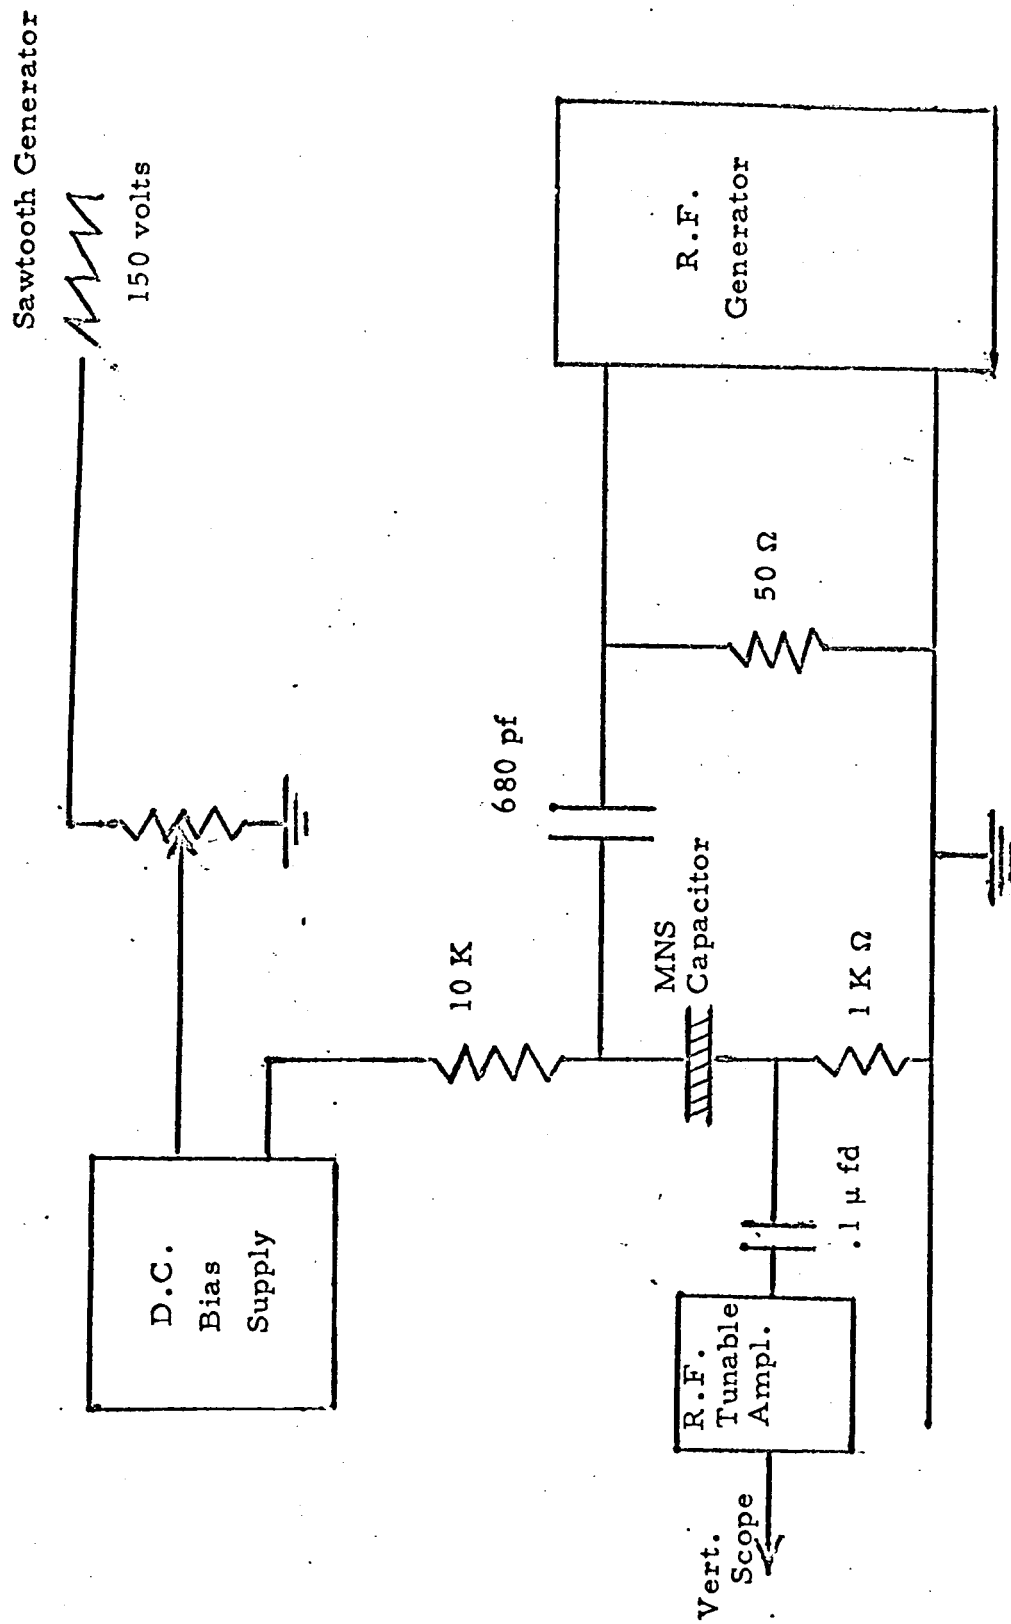 Sawtooth Generator
150 volts
R.F.
Generator
50 Ω
680 pf
10 K
MNS
Capacitor
1 K Ω
D.C.
Bias
Supply
.1 μ fd
R.F.
Tunable
Ampl.
Vert.
Scope